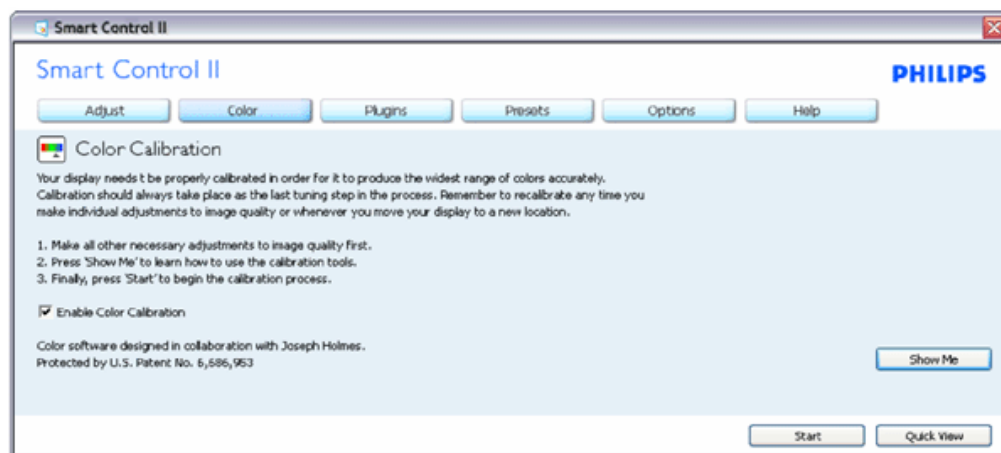 Smart Control II
Smart Control II
PHILIPS
Adjust Color Plugins Presets Options Help
Color Calibration
Your display needs t be properly calibrated in order for it to produce the widest range of colors accurately.
Calibration should always take place as the last tuning step in the process. Remember to recalibrate any time you
make individual adjustments to image quality or whenever you move your display to a new location.
1. Make all other necessary adjustments to image quality first.
2. Press 'Show Me' to learn how to use the calibration tools.
3. Finally, press 'Start' to begin the calibration process.
Enable Color Calibration
Color software designed in collaboration with Joseph Holmes.
Protected by U.S. Patent No. 6,686,953
Show Me
Start Quick View